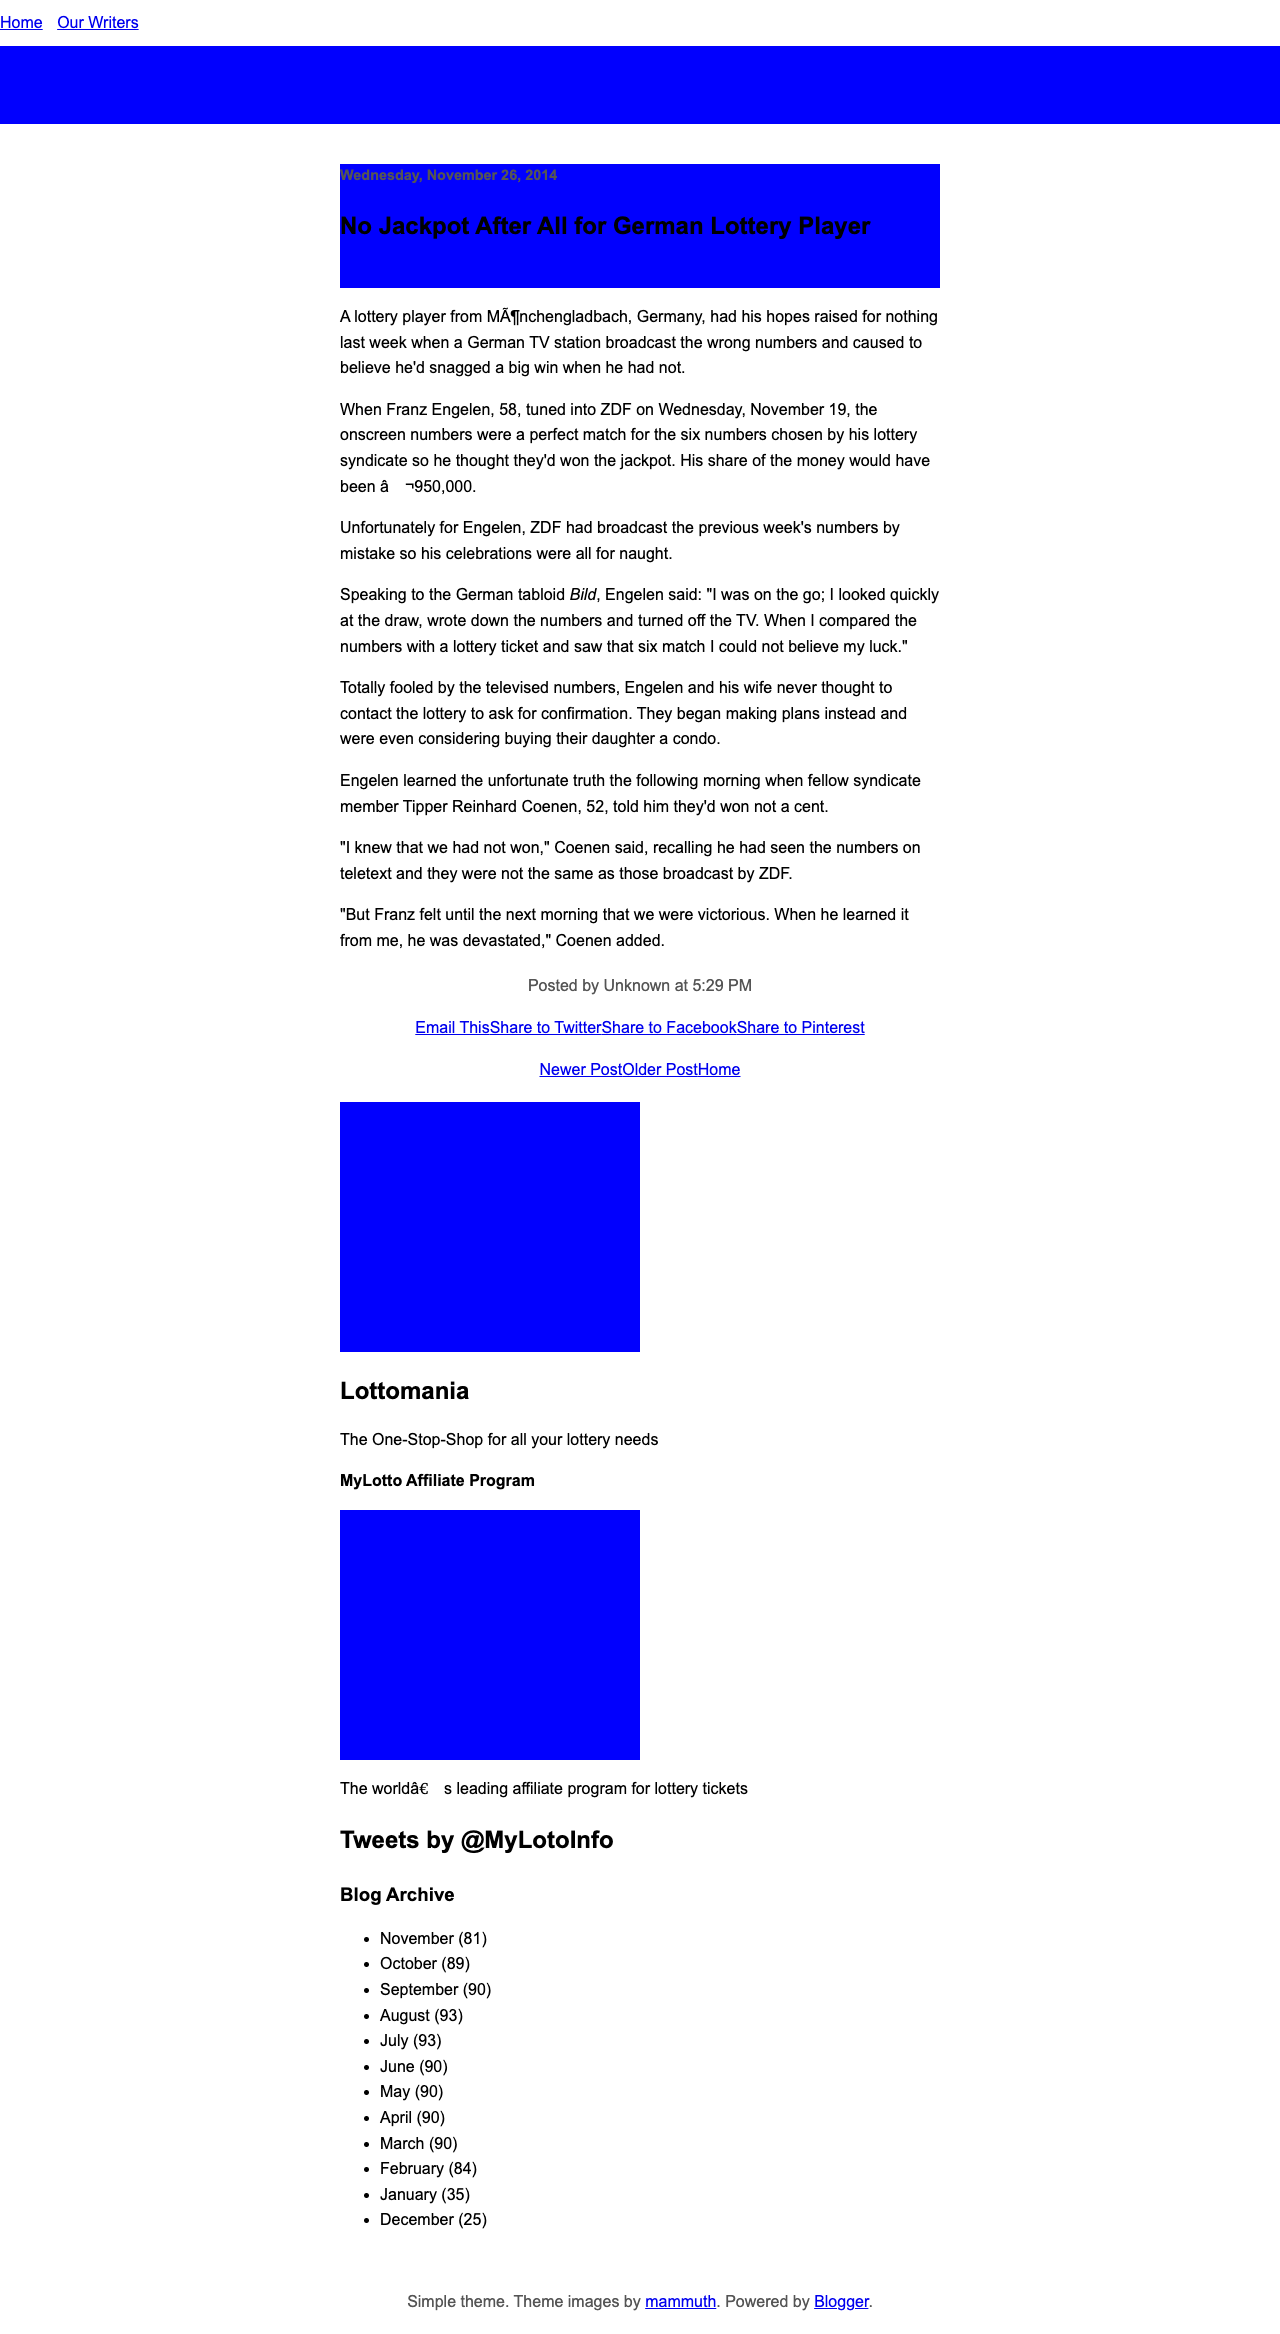 Home Our Writers
Wednesday, November 26, 2014
No Jackpot After All for German Lottery Player
A lottery player from MÃ¶nchengladbach, Germany, had his hopes raised for nothing
last week when a German TV station broadcast the wrong numbers and caused to
believe he'd snagged a big win when he had not.
When Franz Engelen, 58, tuned into ZDF on Wednesday, November 19, the
onscreen numbers were a perfect match for the six numbers chosen by his lottery
syndicate so he thought they'd won the jackpot. His share of the money would have
been â ¬950,000.
Unfortunately for Engelen, ZDF had broadcast the previous week's numbers by
mistake so his celebrations were all for naught.
Speaking to the German tabloid Bild, Engelen said: "I was on the go; I looked quickly
at the draw, wrote down the numbers and turned off the TV. When I compared the
numbers with a lottery ticket and saw that six match I could not believe my luck."
Totally fooled by the televised numbers, Engelen and his wife never thought to
contact the lottery to ask for confirmation. They began making plans instead and
were even considering buying their daughter a condo.
Engelen learned the unfortunate truth the following morning when fellow syndicate
member Tipper Reinhard Coenen, 52, told him they'd won not a cent.
"I knew that we had not won," Coenen said, recalling he had seen the numbers on
teletext and they were not the same as those broadcast by ZDF.
"But Franz felt until the next morning that we were victorious. When he learned it
from me, he was devastated," Coenen added.
Posted by Unknown at 5:29 PM
Email ThisShare to TwitterShare to FacebookShare to Pinterest
Newer PostOlder PostHome
Lottomania
The One-Stop-Shop for all your lottery needs
MyLotto Affiliate Program
The worldâ€ s leading affiliate program for lottery tickets
Tweets by @MyLotoInfo
Blog Archive
• November (81)
• October (89)
• September (90)
• August (93)
• July (93)
• June (90)
• May (90)
• April (90)
• March (90)
• February (84)
• January (35)
• December (25)
Simple theme. Theme images by mammuth. Powered by Blogger.